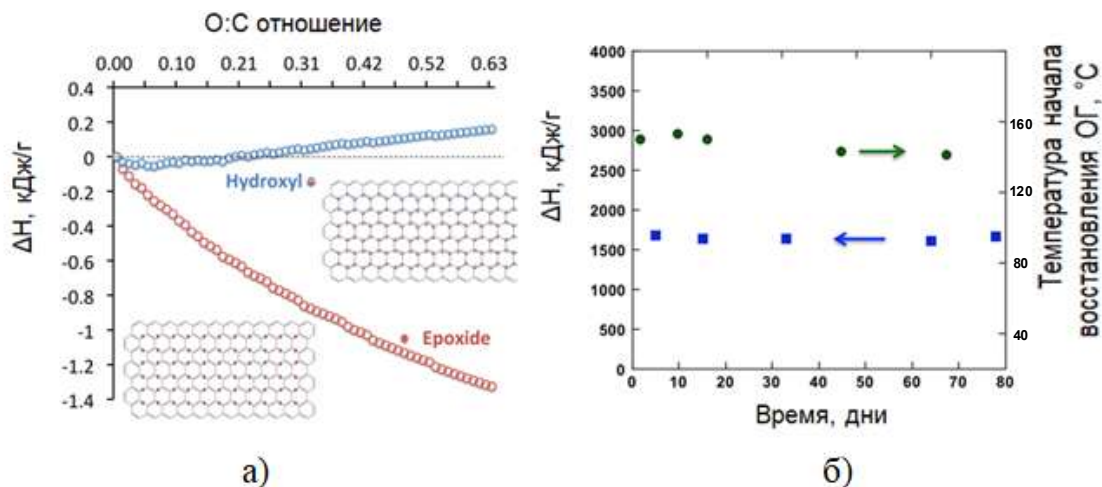 О:С отношение
0.00 0.10 0.21 0.31 0.42 0.52 0.63
0.4
0.2
0
-0.2
-0.4
-0.6
-0.8
-1
-1.2
-1.4
ΔН, кДж/г
Hydroxyl
Epoxide
а)
4000
3500
3000
2500
2000
1500
1000
500
0
ΔН, кДж/г
0 10 20 30 40 50 60 70 80
Время, дни
160
120
80
40
Температура начала
восстановления ОГ, °С
б)